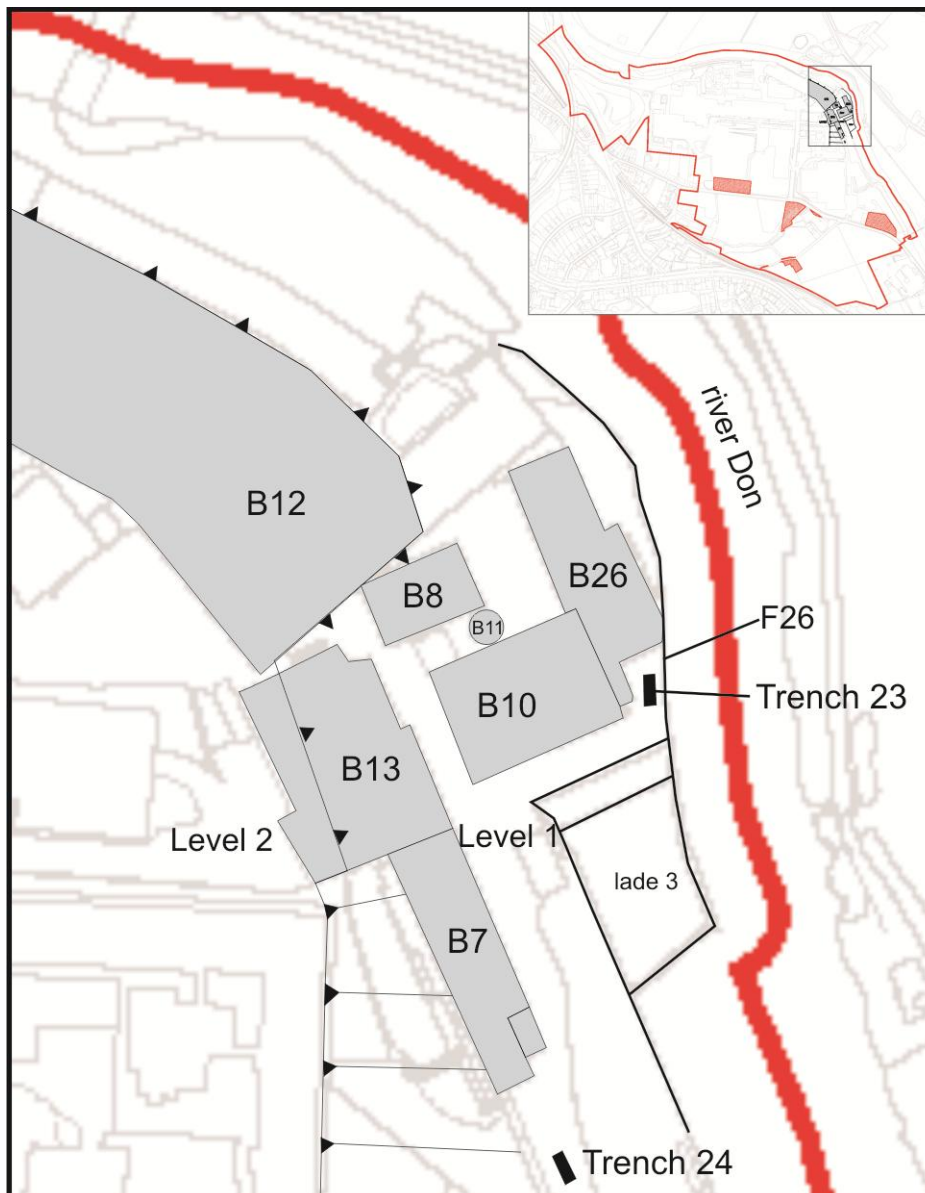 river Don
B12
B26
B8
F26
B11
Trench 23
B10
B13
Level 2
Level 1
lade 3
B7
Trench 24